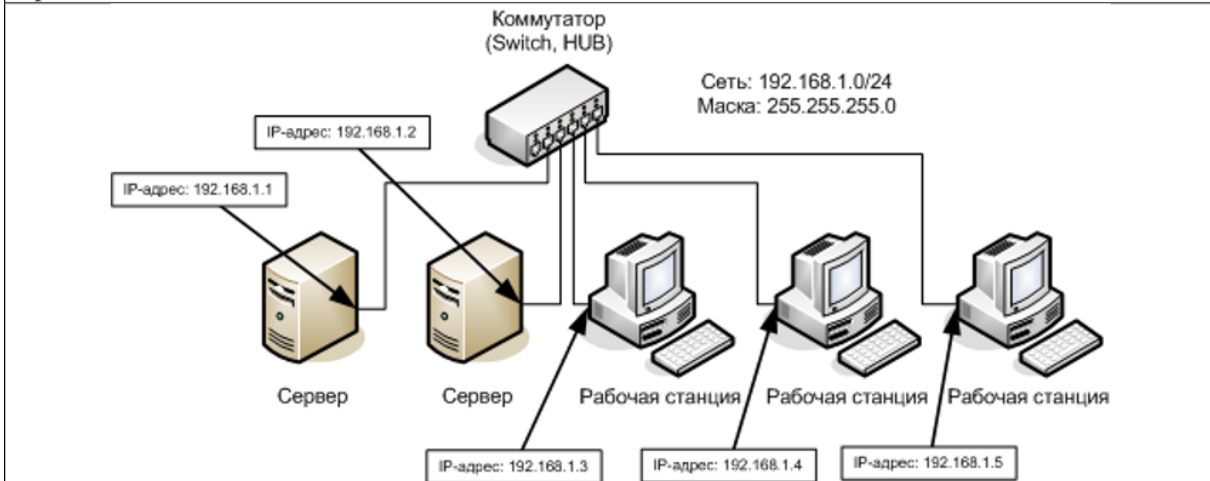 Коммутатор
(Switch, HUB)
Сеть: 192.168.1.0/24
Маска: 255.255.255.0
IP-адрес: 192.168.1.2
IP-адрес: 192.168.1.1
Сервер
Сервер
Рабочая станция
Рабочая станция
Рабочая станция
IP-адрес: 192.168.1.3
IP-адрес: 192.168.1.4
IP-адрес: 192.168.1.5